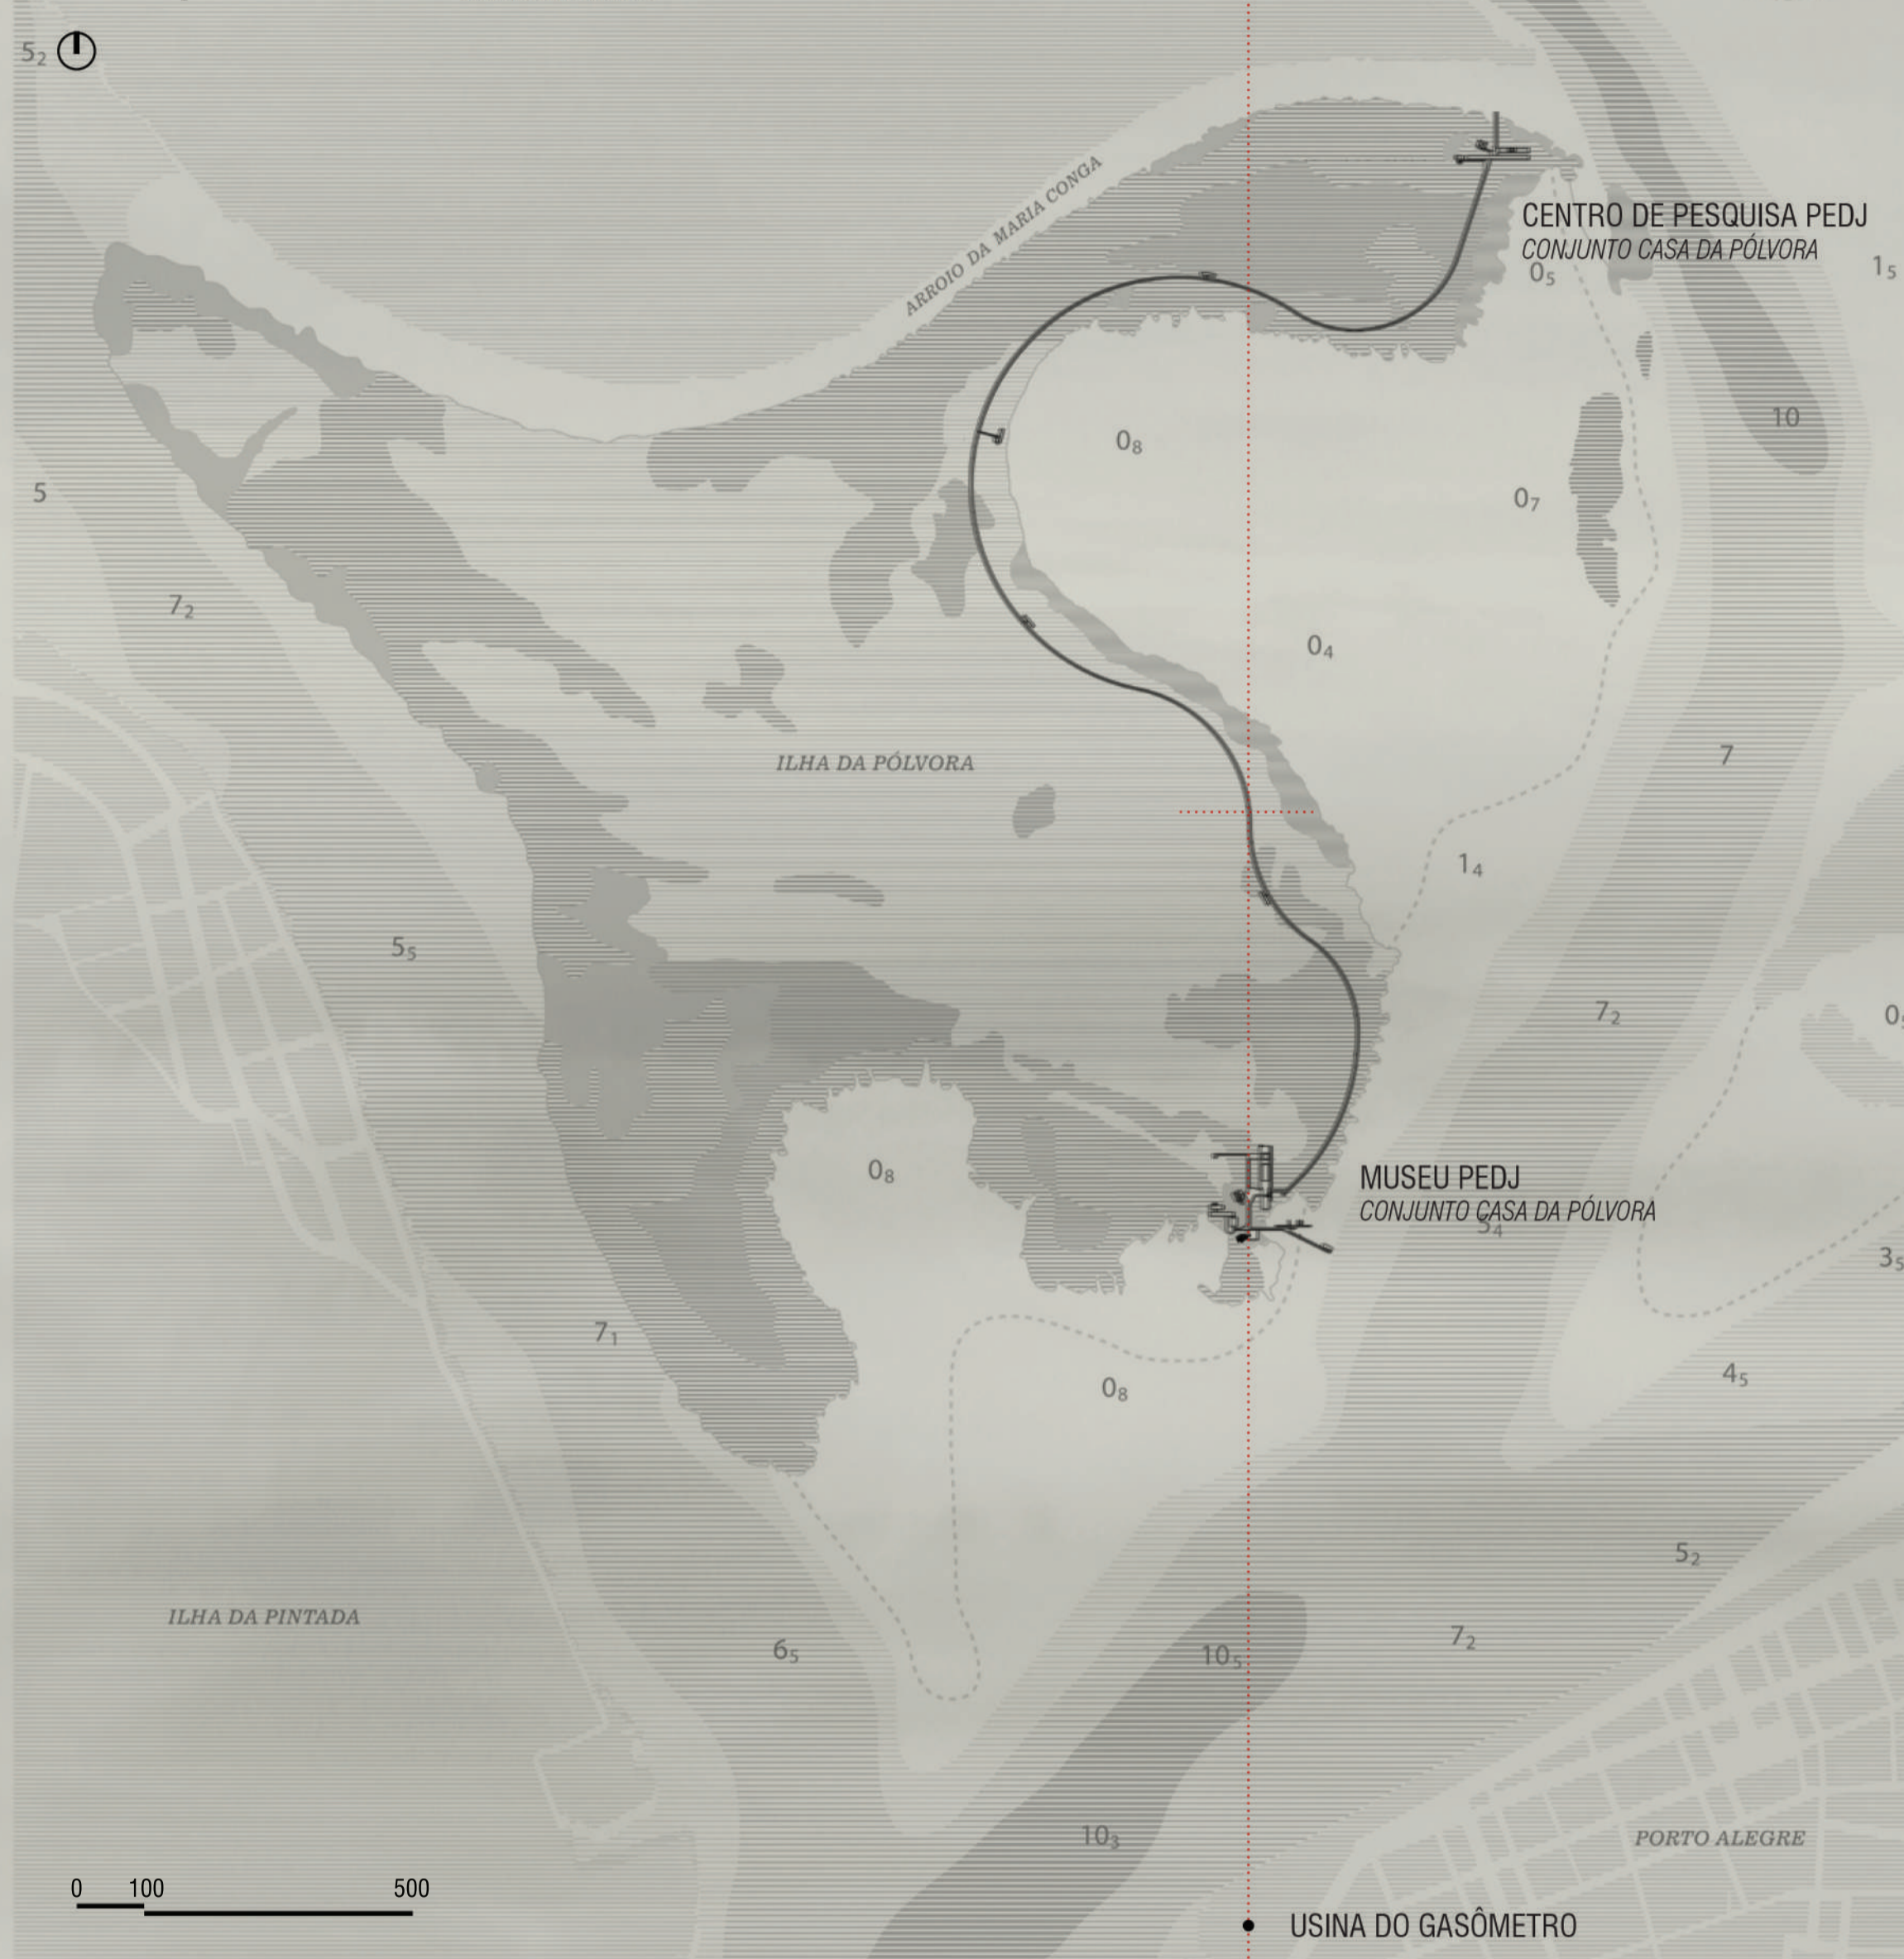 5₂
ARROIO DA MARIA CONGA
CENTRO DE PESQUISA PEDJ
CONJUNTO CASA DA PÓLVORA
0₅
1₅
10
0₈
5
0₇
7₂
0₄
7
ILHA DA PÓLVORA
1₄
5₅
7₂
0₈
MUSEU PEDJ
CONJUNTO CASA DA PÓLVORA
5₄
3₅
7₁
4₅
0₈
5₂
ILHA DA PINTADA
7₂
6₅
10₅
10₃
PORTO ALEGRE
0 100 500
USINA DO GASÔMETRO